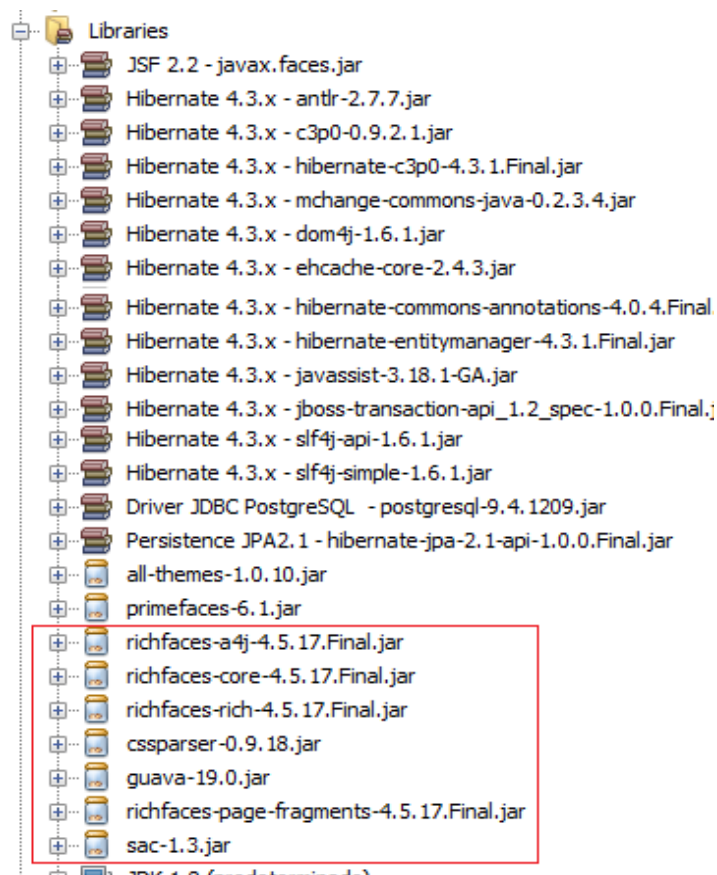 Libraries
JSF 2.2 - javax.faces.jar
Hibernate 4.3.x - antlr-2.7.7.jar
Hibernate 4.3.x - c3p0-0.9.2.1.jar
Hibernate 4.3.x - hibernate-c3p0-4.3.1.Final.jar
Hibernate 4.3.x - mchange-commons-java-0.2.3.4.jar
Hibernate 4.3.x - dom4j-1.6.1.jar
Hibernate 4.3.x - ehcache-core-2.4.3.jar
Hibernate 4.3.x - hibernate-commons-annotations-4.0.4.Final.
Hibernate 4.3.x - hibernate-entitymanager-4.3.1.Final.jar
Hibernate 4.3.x - javassist-3.18.1-GA.jar
Hibernate 4.3.x - jboss-transaction-api_1.2_spec-1.0.0.Final.j
Hibernate 4.3.x - slf4j-api-1.6.1.jar
Hibernate 4.3.x - slf4j-simple-1.6.1.jar
Driver JDBC PostgreSQL - postgresql-9.4.1209.jar
Persistence JPA2.1 - hibernate-jpa-2.1-api-1.0.0.Final.jar
all-themes-1.0.10.jar
primefaces-6.1.jar
richfaces-a4j-4.5.17.Final.jar
richfaces-core-4.5.17.Final.jar
richfaces-rich-4.5.17.Final.jar
cssparser-0.9.18.jar
guava-19.0.jar
richfaces-page-fragments-4.5.17.Final.jar
sac-1.3.jar